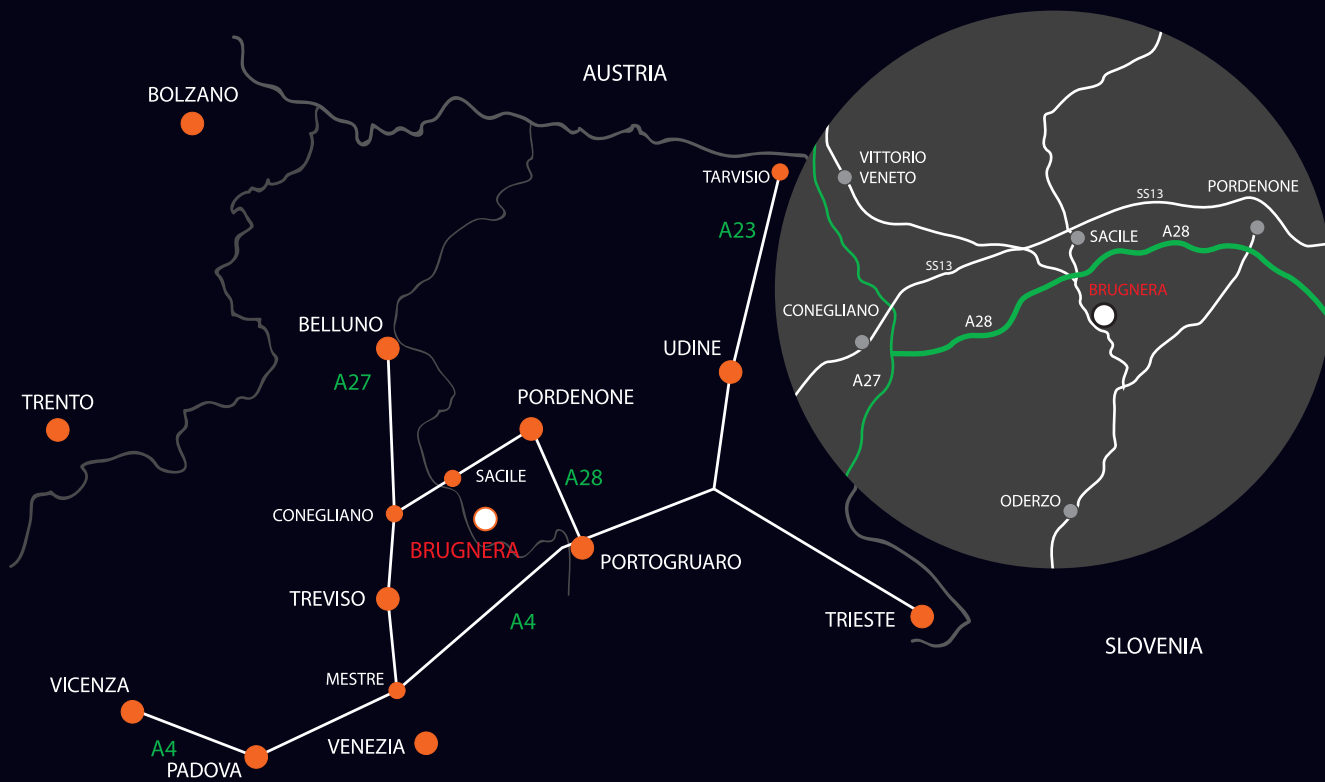 AUSTRIA
BOLZANO
TARVISIO
A23
BELLUNO
A27
UDINE
TRENTO
PORDENONE
SACILE
A28
CONEGLIANO
BRUGNERA
PORTOGRUARO
TREVISO
A4
TRIESTE
SLOVENIA
MESTRE
VICENZA
A4
PADOVA
VENEZIA
VITTORIO
VENETO
SS13
PORDENONE
SACILE
A28
SS13
BRUGNERA
CONEGLIANO
A28
A27
ODERZO